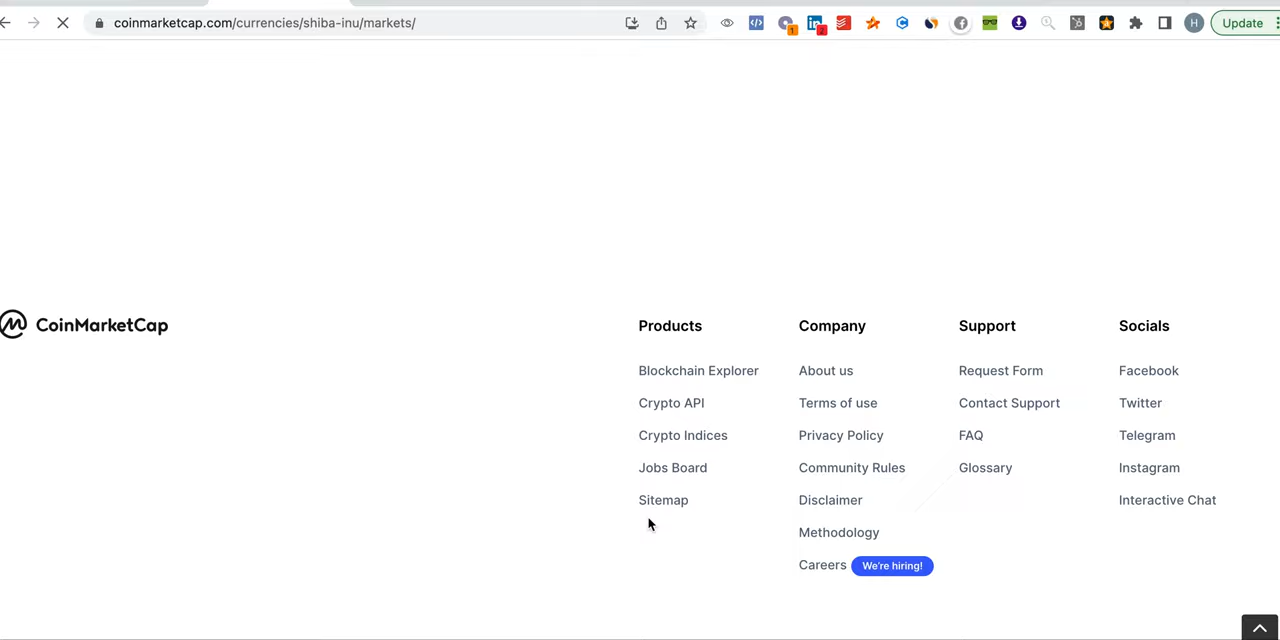 coinmarketcap.com/currencies/shiba-inu/markets/
1
2
H
Update
CoinMarketCap
Products Company Support Socials
Blockchain Explorer About us Request Form Facebook
Crypto API Terms of use Contact Support Twitter
Crypto Indices Privacy Policy FAQ Telegram
Jobs Board Community Rules Glossary Instagram
Sitemap Disclaimer Interactive Chat
Methodology
Careers We're hiring!